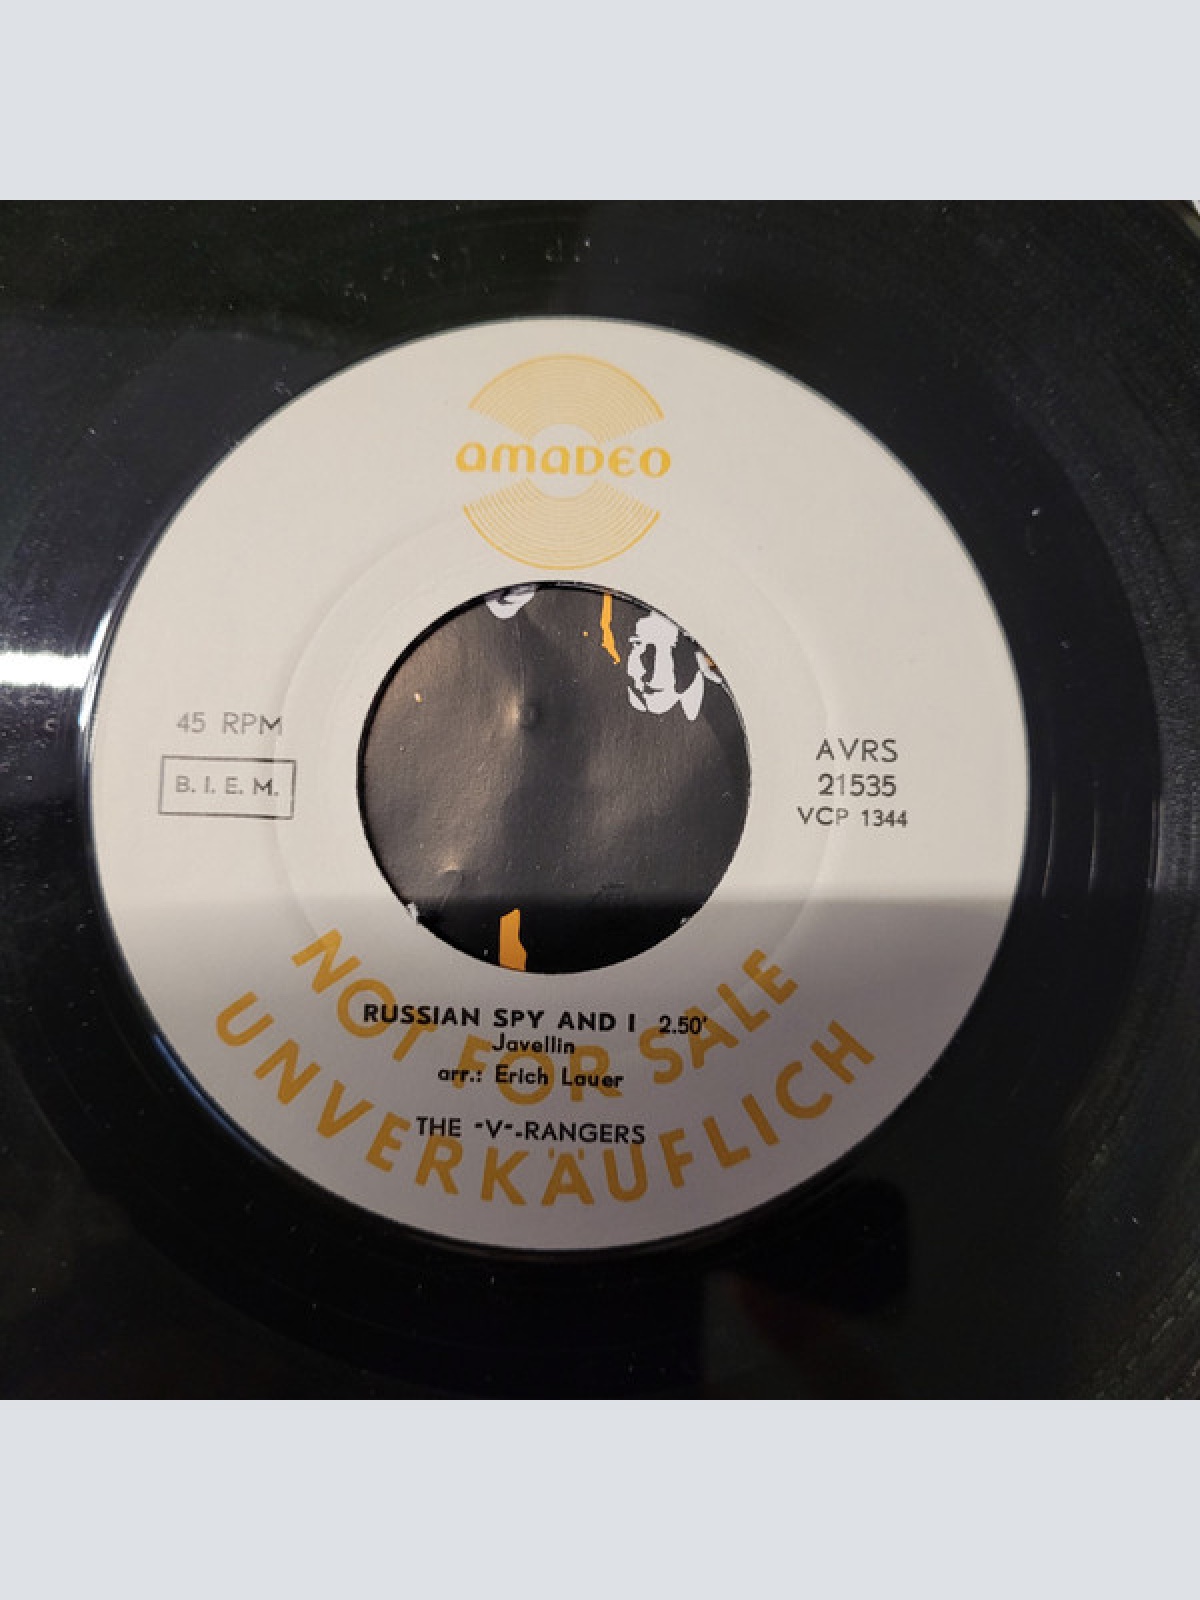 amadeo
45 RPM
B. I. E. M.
AVRS
21535
VCP 1344
NOT FOR SALE
RUSSIAN SPY AND I 2.50'
Javellin
arr.: Erich Lauer
THE "V"-RANGERS
UNVERKÄUFLICH